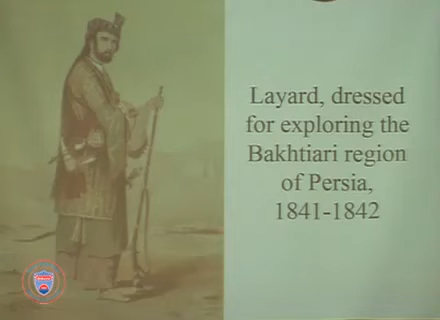 Layard, dressed
for exploring the
Bakhtiari region
of Persia,
1841-1842